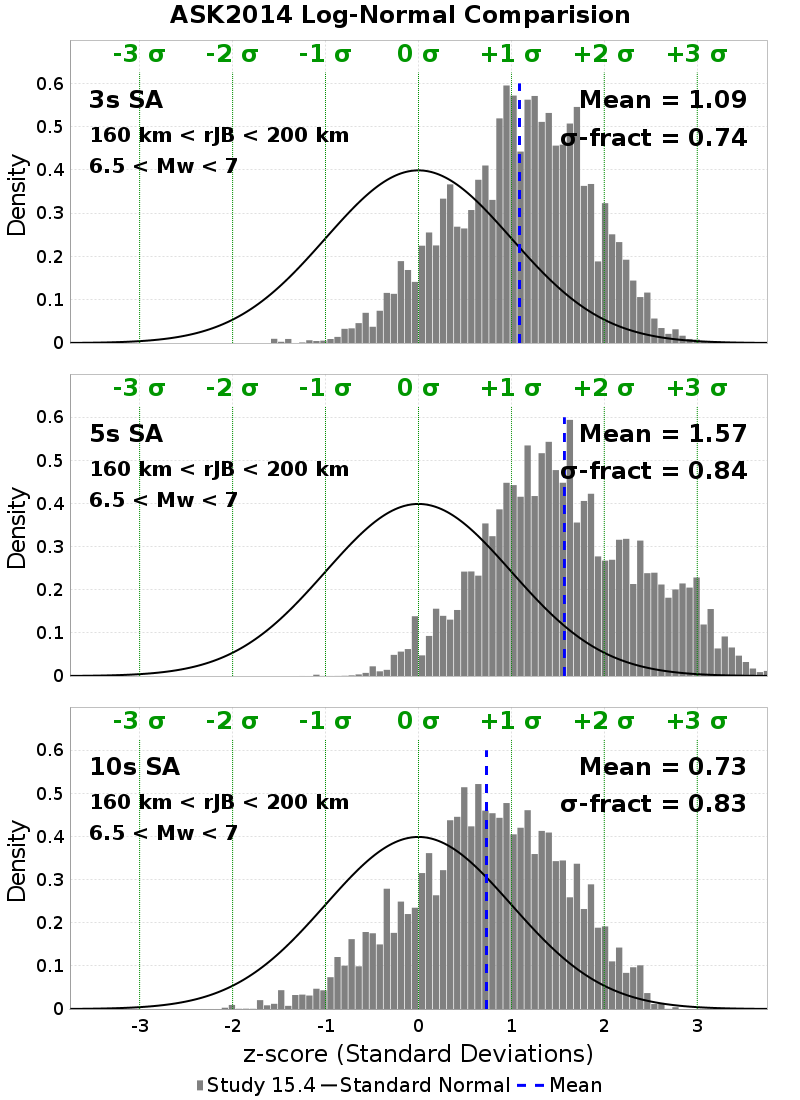 ASK2014 Log-Normal Comparision
-3 σ -2 σ -1 σ 0 σ +1 σ +2 σ +3 σ
3s SA
Mean = 1.09
160 km < rJB < 200 km
σ-fract = 0.74
6.5 < Mw < 7
0.6
0.5
0.4
0.3
0.2
0.1
0
Density
-3 σ -2 σ -1 σ 0 σ +1 σ +2 σ +3 σ
5s SA
Mean = 1.57
160 km < rJB < 200 km
σ-fract = 0.84
6.5 < Mw < 7
0.6
0.5
0.4
0.3
0.2
0.1
0
Density
-3 σ -2 σ -1 σ 0 σ +1 σ +2 σ +3 σ
10s SA
Mean = 0.73
160 km < rJB < 200 km
σ-fract = 0.83
6.5 < Mw < 7
0.6
0.5
0.4
0.3
0.2
0.1
0
Density
-3 -2 -1 0 1 2 3
z-score (Standard Deviations)
Study 15.4 Standard Normal Mean